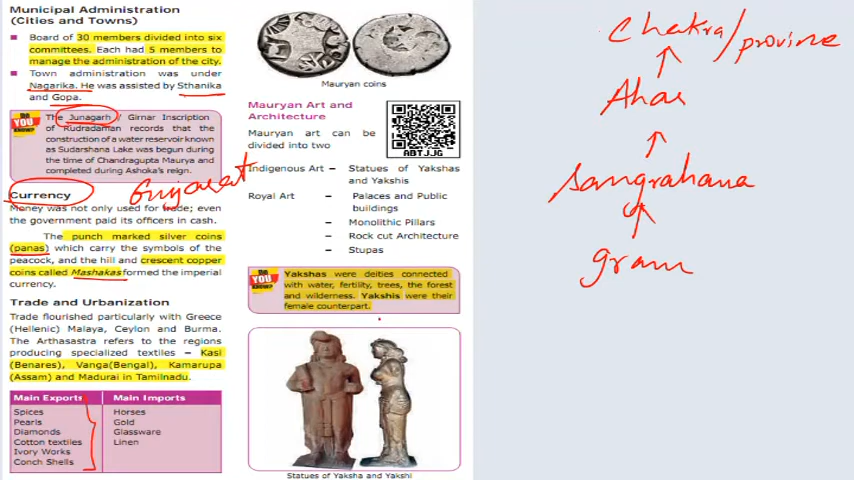 Municipal Administration
(Cities and Towns)
Board of 30 members divided into six
committees. Each had 5 members to
manage the administration of the city.
Town administration was under
Nagarika. He was assisted by Sthanika
and Gopa.
DO YOU KNOW?
The Junagarh / Girnar Inscription
of Rudradaman records that the
construction of a water reservoir known
as Sudarshana Lake was begun during
the time of Chandragupta Maurya and
completed during Ashoka's reign.
Gujarat
Currency
Money was not only used for trade; even
the government paid its officers in cash.
The punch marked silver coins
(panas) which carry the symbols of the
peacock, and the hill and crescent copper
coins called Mashakas formed the imperial
currency.
Trade and Urbanization
Trade flourished particularly with Greece
(Hellenic) Malaya, Ceylon and Burma.
The Arthasastra refers to the regions
producing specialized textiles – Kasi
(Benares), Vanga(Bengal), Kamarupa
(Assam) and Madurai in Tamilnadu.
Main Exports Main Imports
Spices Horses
Pearls Gold
Diamonds Glassware
Cotton textiles Linen
Ivory Works
Conch Shells
Mauryan coins
Mauryan Art and
Architecture
Mauryan art can be
divided into two
ABTJJG
Indigenous Art – Statues of Yakshas
and Yakshis
Royal Art – Palaces and Public
buildings
– Monolithic Pillars
– Rock cut Architecture
– Stupas
DO YOU KNOW?
Yakshas were deities connected
with water, fertility, trees, the forest
and wilderness. Yakshis were their
female counterpart.
Statues of Yaksha and Yakshi
Chakra/province
Ahar
Sangrahana
gram